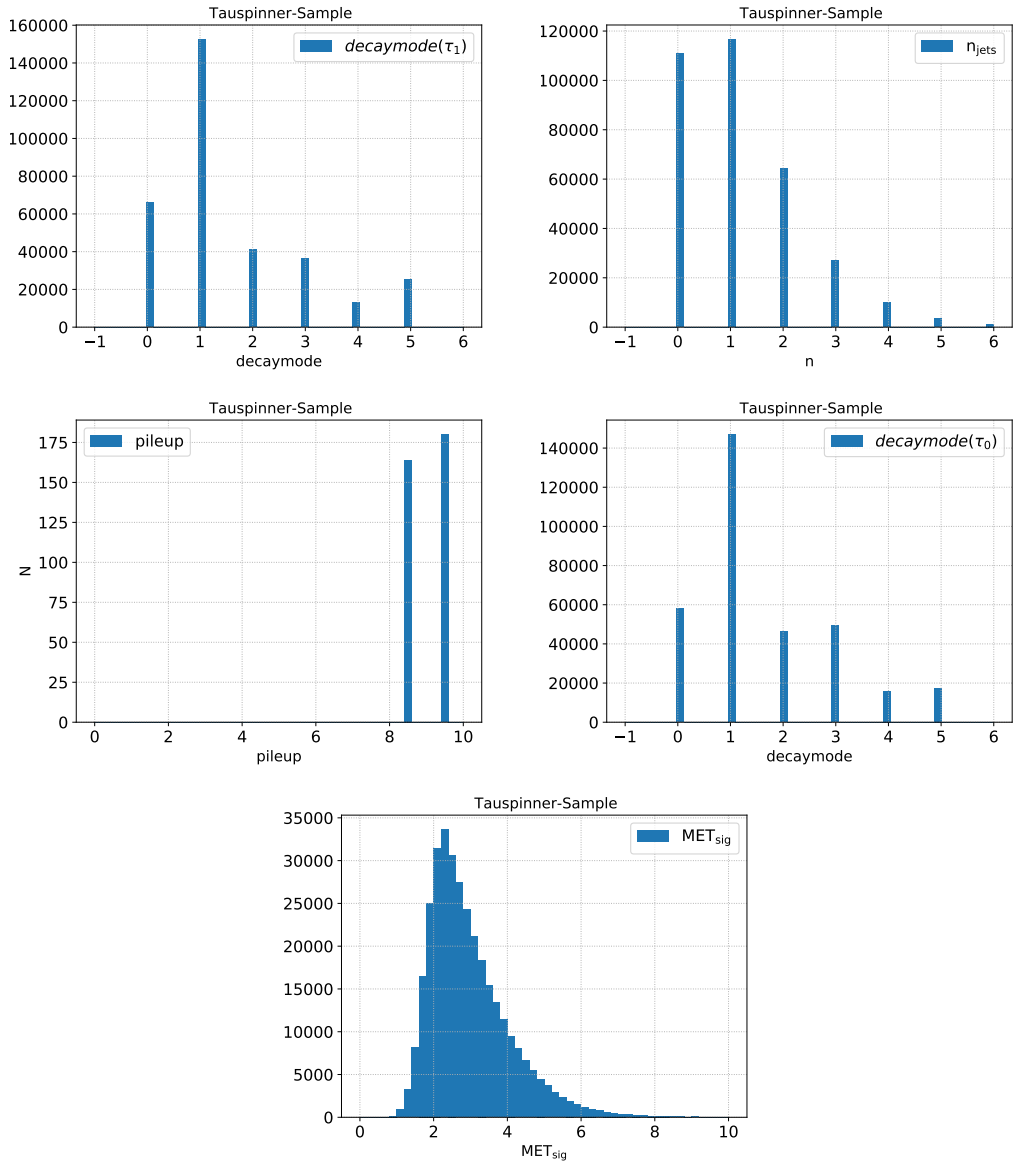 Tauspinner-Sample
160000
140000
120000
100000
80000
60000
40000
20000
0
decaymode(τ₁)
−1 0 1 2 3 4 5 6
decaymode
Tauspinner-Sample
120000
100000
80000
60000
40000
20000
0
n_jets
−1 0 1 2 3 4 5 6
n
Tauspinner-Sample
175
150
125
100
75
50
25
0
N
pileup
0 2 4 6 8 10
pileup
Tauspinner-Sample
140000
120000
100000
80000
60000
40000
20000
0
decaymode(τ₀)
−1 0 1 2 3 4 5 6
decaymode
Tauspinner-Sample
35000
30000
25000
20000
15000
10000
5000
0
MET_sig
0 2 4 6 8 10
MET_sig